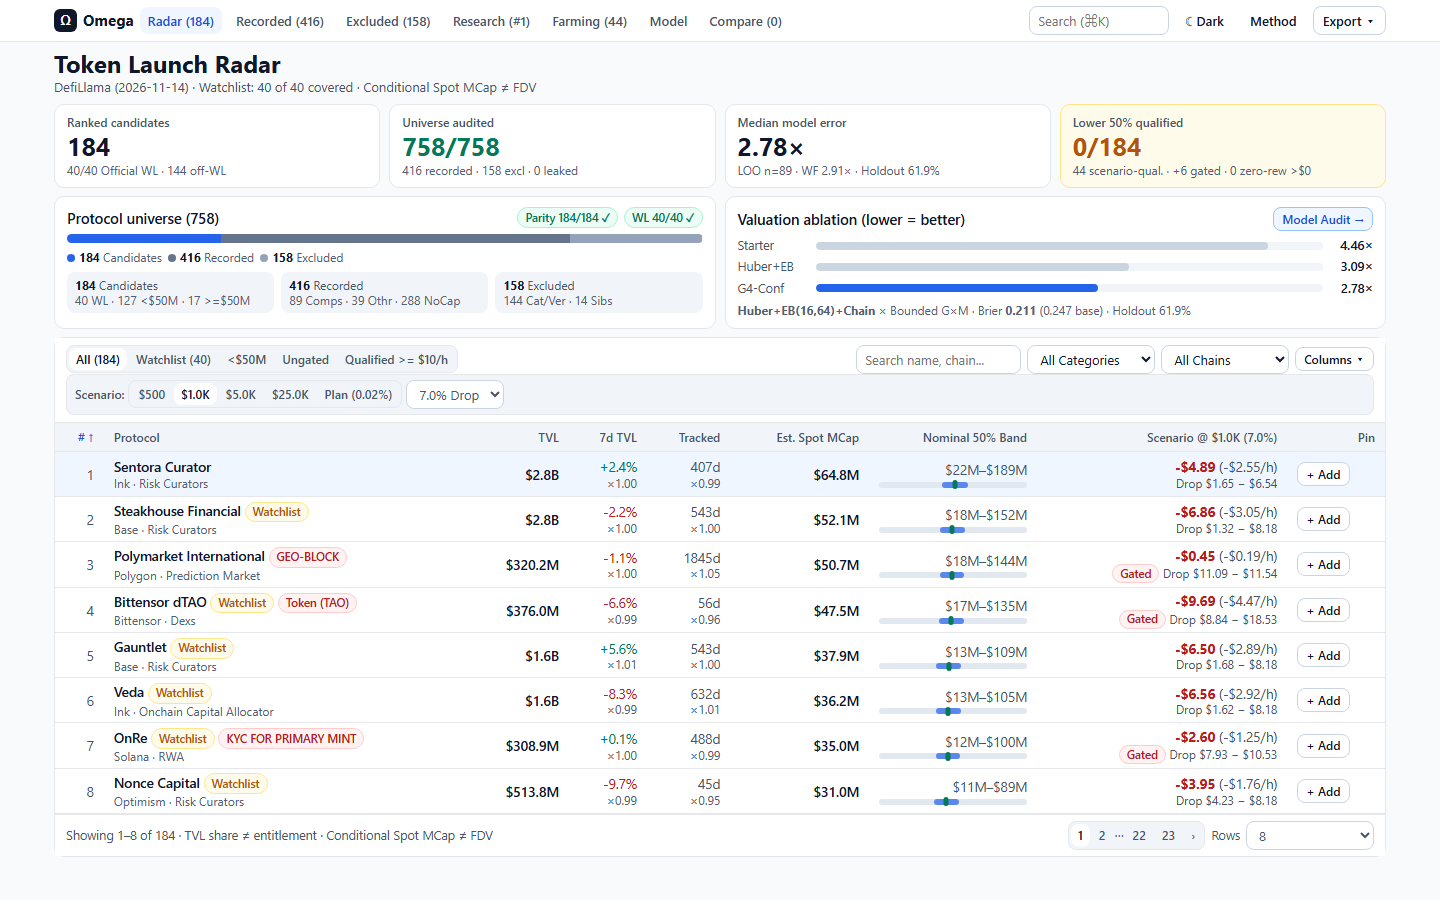 Ω Omega Radar (184) Recorded (416) Excluded (158) Research (#1) Farming (44) Model Compare (0) Search (⌘K) ☾ Dark Method Export ▾
Token Launch Radar
DefiLlama (2026-11-14) · Watchlist: 40 of 40 covered · Conditional Spot MCap ≠ FDV
Ranked candidates
184
40/40 Official WL · 144 off-WL
Universe audited
758/758
416 recorded · 158 excl · 0 leaked
Median model error
2.78×
LOO n=89 · WF 2.91× · Holdout 61.9%
Lower 50% qualified
0/184
44 scenario-qual. · +6 gated · 0 zero-rew >$0
Protocol universe (758) Parity 184/184 ✓ WL 40/40 ✓
184 Candidates 416 Recorded 158 Excluded
184 Candidates
40 WL · 127 <$50M · 17 >=$50M
416 Recorded
89 Comps · 39 Othr · 288 NoCap
158 Excluded
144 Cat/Ver · 14 Sibs
Valuation ablation (lower = better) Model Audit →
Starter 4.46×
Huber+EB 3.09×
G4-Conf 2.78×
Huber+EB(16,64)+Chain × Bounded G×M · Brier 0.211 (0.247 base) · Holdout 61.9%
All (184) Watchlist (40) <$50M Ungated Qualified >= $10/h Search name, chain... All Categories All Chains Columns ▾
Scenario: $500 $1.0K $5.0K $25.0K Plan (0.02%) 7.0% Drop
# ↑ Protocol TVL 7d TVL Tracked Est. Spot MCap Nominal 50% Band Scenario @ $1.0K (7.0%) Pin
1 Sentora Curator $2.8B +2.4% 407d $64.8M $22M–$189M -$4.89 (-$2.55/h) + Add
Ink · Risk Curators ×1.00 ×0.99 Drop $1.65 – $6.54
2 Steakhouse Financial Watchlist $2.8B -2.2% 543d $52.1M $18M–$152M -$6.86 (-$3.05/h) + Add
Base · Risk Curators ×1.00 ×1.00 Drop $1.32 – $8.18
3 Polymarket International GEO-BLOCK $320.2M -1.1% 1845d $50.7M $18M–$144M -$0.45 (-$0.19/h) + Add
Polygon · Prediction Market ×1.00 ×1.05 Gated Drop $11.09 – $11.54
4 Bittensor dTAO Watchlist Token (TAO) $376.0M -6.6% 56d $47.5M $17M–$135M -$9.69 (-$4.47/h) + Add
Bittensor · Dexs ×0.99 ×0.96 Gated Drop $8.84 – $18.53
5 Gauntlet Watchlist $1.6B +5.6% 543d $37.9M $13M–$109M -$6.50 (-$2.89/h) + Add
Base · Risk Curators ×1.01 ×1.00 Drop $1.68 – $8.18
6 Veda Watchlist $1.6B -8.3% 632d $36.2M $13M–$105M -$6.56 (-$2.92/h) + Add
Ink · Onchain Capital Allocator ×0.99 ×1.01 Drop $1.62 – $8.18
7 OnRe Watchlist KYC FOR PRIMARY MINT $308.9M +0.1% 488d $35.0M $12M–$100M -$2.60 (-$1.25/h) + Add
Solana · RWA ×1.00 ×0.99 Gated Drop $7.93 – $10.53
8 Nonce Capital Watchlist $513.8M -9.7% 45d $31.0M $11M–$89M -$3.95 (-$1.76/h) + Add
Optimism · Risk Curators ×0.99 ×0.95 Drop $4.23 – $8.18
Showing 1–8 of 184 · TVL share ≠ entitlement · Conditional Spot MCap ≠ FDV 1 2 ··· 22 23 › Rows 8